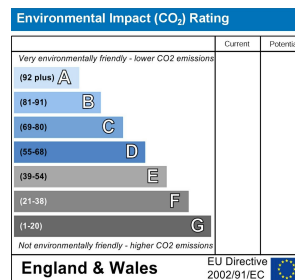 Environmental Impact (CO₂) Rating
Current Potentia
Very environmentally friendly - lower CO2 emissions
(92 plus) A
(81-91) B
(69-80) C
(55-68) D
(39-54) E
(21-38) F
(1-20) G
Not environmentally friendly - higher CO2 emissions
England & Wales
EU Directive
2002/91/EC